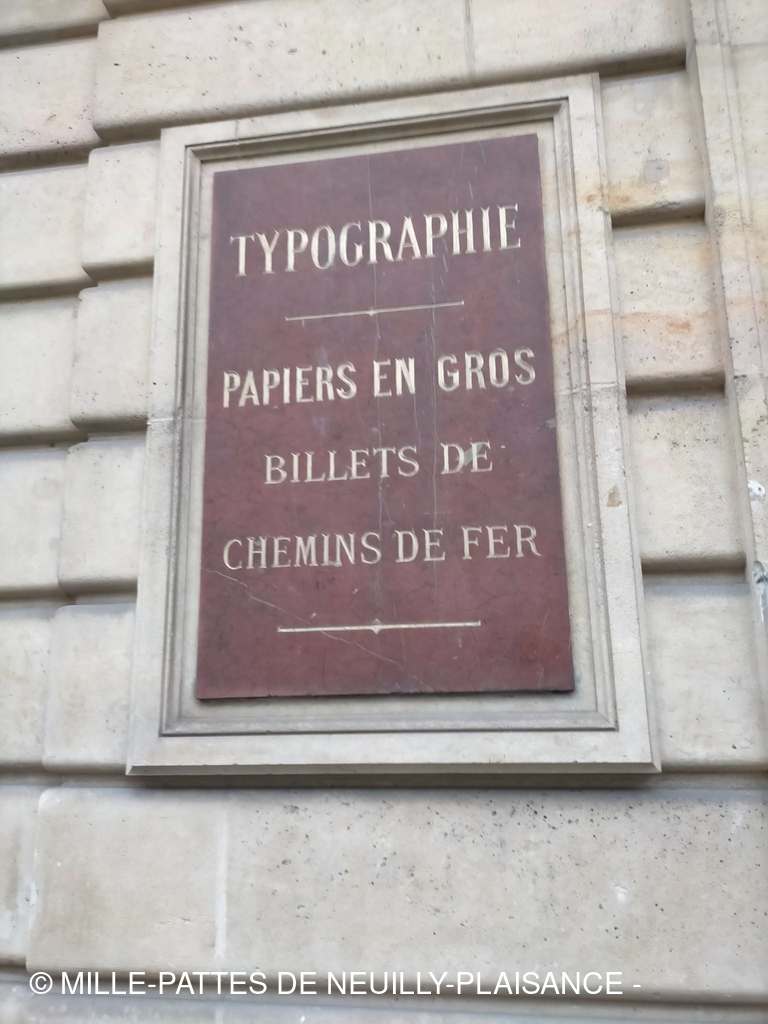 TYPOGRAPHIE
PAPIERS EN GROS
BILLETS DE
CHEMINS DE FER
© MILLE-PATTES DE NEUILLY-PLAISANCE -